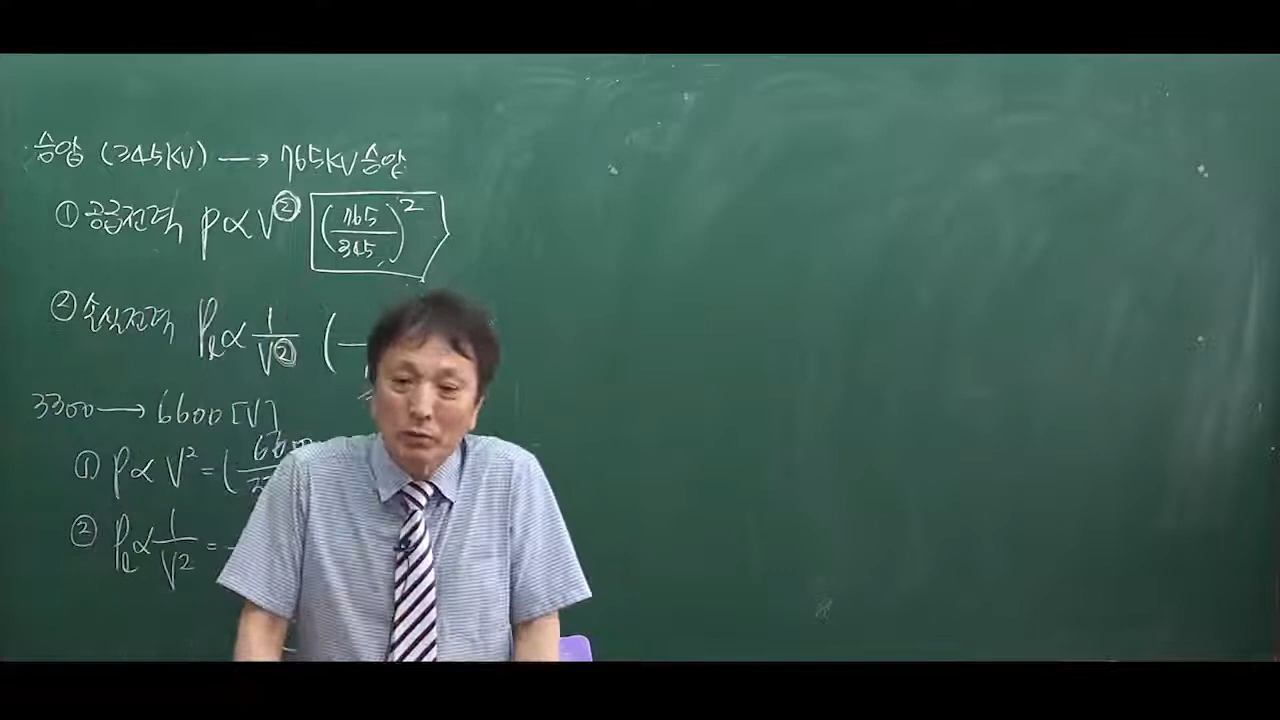 승압 (345KV) → 765KV 승압
① 공급전력 P∝V② (765/345)²
② 손실전력 Pℓ∝1/V② (
3300 → 6600 [V]
① P∝V² = (
② Pℓ∝1/V² =